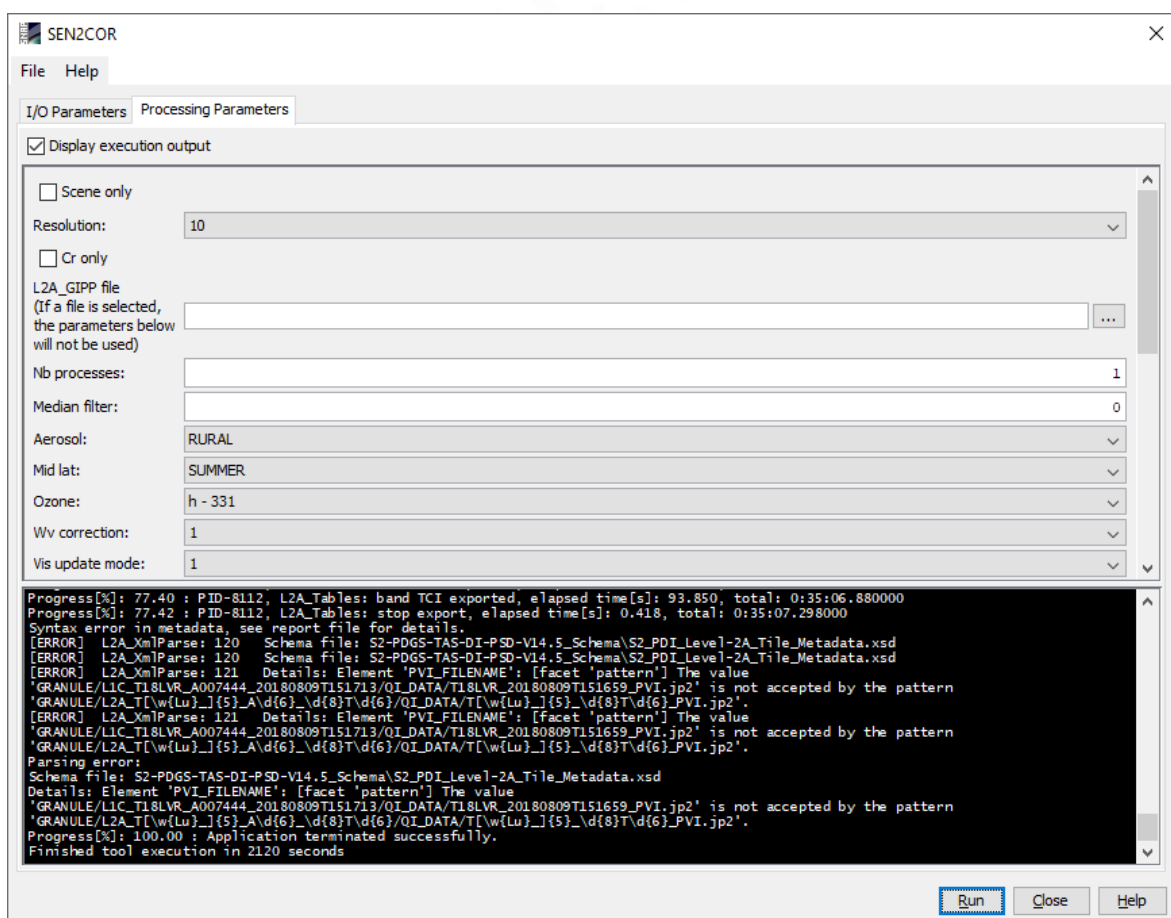 SEN2COR
File Help
I/O Parameters Processing Parameters
Display execution output
Scene only
Resolution: 10
Cr only
L2A_GIPP file
(If a file is selected,
the parameters below
will not be used)
...
Nb processes: 1
Median filter: 0
Aerosol: RURAL
Mid lat: SUMMER
Ozone: h - 331
Wv correction: 1
Vis update mode: 1
Progress[%]: 77.40 : PID-8112, L2A_Tables: band TCI exported, elapsed time[s]: 93.850, total: 0:35:06.880000
Progress[%]: 77.42 : PID-8112, L2A_Tables: stop export, elapsed time[s]: 0.418, total: 0:35:07.298000
Syntax error in metadata, see report file for details.
[ERROR] L2A_XmlParse: 120 Schema file: S2-PDGS-TAS-DI-PSD-V14.5_Schema\S2_PDI_Level-2A_Tile_Metadata.xsd
[ERROR] L2A_XmlParse: 120 Schema file: S2-PDGS-TAS-DI-PSD-V14.5_Schema\S2_PDI_Level-2A_Tile_Metadata.xsd
[ERROR] L2A_XmlParse: 121 Details: Element 'PVI_FILENAME': [facet 'pattern'] The value
'GRANULE/L1C_T18LVR_A007444_20180809T151713/QI_DATA/T18LVR_20180809T151659_PVI.jp2' is not accepted by the pattern
'GRANULE/L2A_T[\w{Lu}_]{5}_A\d{6}_\d{8}T\d{6}/QI_DATA/T[\w{Lu}_]{5}_\d{8}T\d{6}_PVI.jp2'.
[ERROR] L2A_XmlParse: 121 Details: Element 'PVI_FILENAME': [facet 'pattern'] The value
'GRANULE/L1C_T18LVR_A007444_20180809T151713/QI_DATA/T18LVR_20180809T151659_PVI.jp2' is not accepted by the pattern
'GRANULE/L2A_T[\w{Lu}_]{5}_A\d{6}_\d{8}T\d{6}/QI_DATA/T[\w{Lu}_]{5}_\d{8}T\d{6}_PVI.jp2'.
Parsing error:
Schema file: S2-PDGS-TAS-DI-PSD-V14.5_Schema\S2_PDI_Level-2A_Tile_Metadata.xsd
Details: Element 'PVI_FILENAME': [facet 'pattern'] The value
'GRANULE/L1C_T18LVR_A007444_20180809T151713/QI_DATA/T18LVR_20180809T151659_PVI.jp2' is not accepted by the pattern
'GRANULE/L2A_T[\w{Lu}_]{5}_A\d{6}_\d{8}T\d{6}/QI_DATA/T[\w{Lu}_]{5}_\d{8}T\d{6}_PVI.jp2'.
Progress[%]: 100.00 : Application terminated successfully.
Finished tool execution in 2120 seconds
Run Close Help